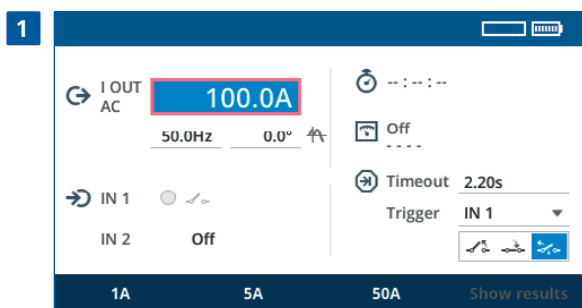 1
I OUT
AC
100.0A
50.0Hz 0.0°
IN 1
IN 2 Off
--:--:--
Off
----
Timeout 2.20s
Trigger IN 1
1A 5A 50A Show results